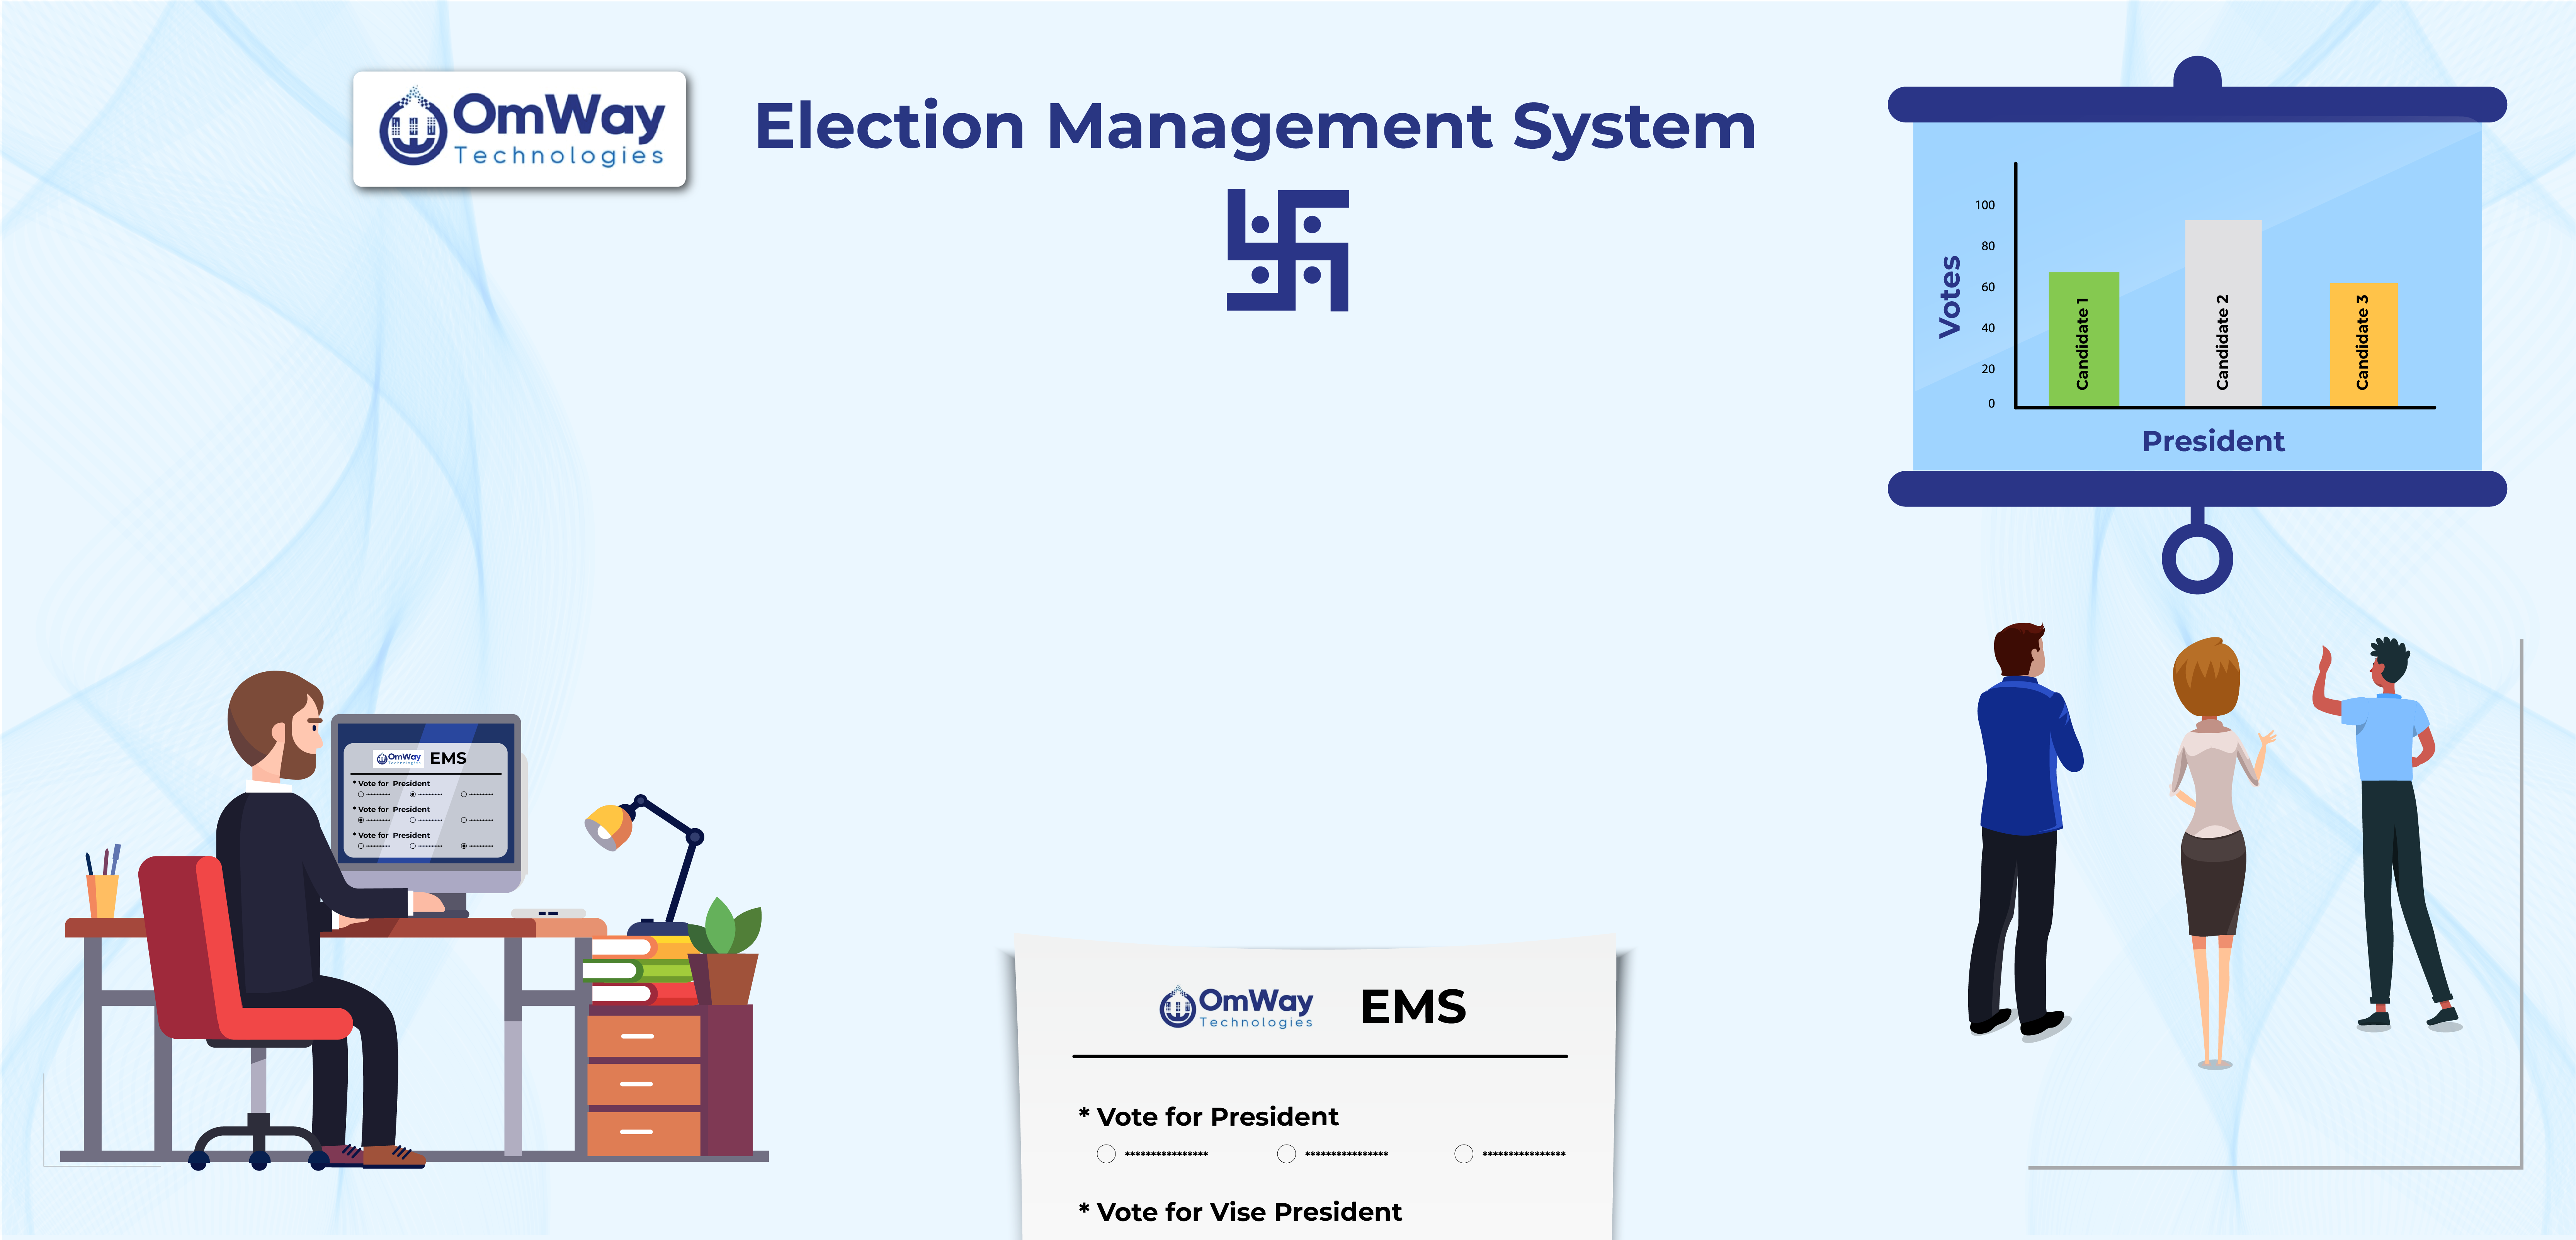 OmWay
Technologies
Election Management System
100
80
60
40
20
0
Votes
Candidate 1
Candidate 2
Candidate 3
President
OmWay
Technologies
EMS
* Vote for President
* Vote for President
* Vote for President
OmWay
Technologies
EMS
* Vote for President
**************** **************** ****************
* Vote for Vise President